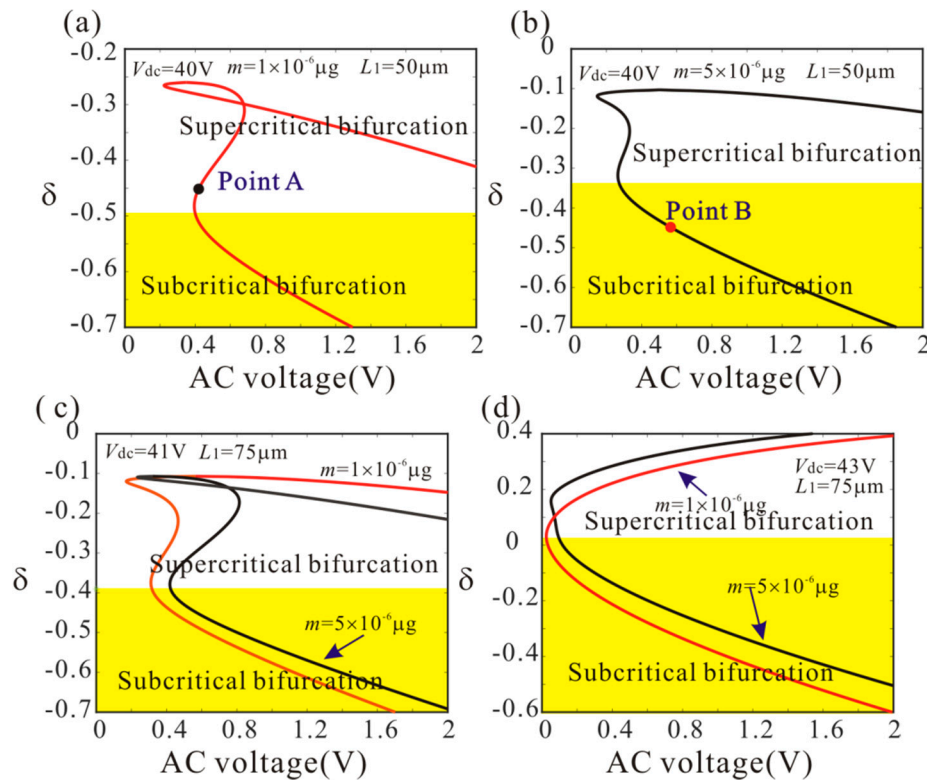 (a)
-0.2
V_dc=40V m=1×10⁻⁶μg L₁=50μm
-0.3
Supercritical bifurcation
-0.4
Point A
δ
-0.5
-0.6
Subcritical bifurcation
-0.7
0 0.4 0.8 1.2 1.6 2
AC voltage(V)
(b)
0
V_dc=40V m=5×10⁻⁶μg L₁=50μm
-0.1
-0.2
Supercritical bifurcation
-0.3
-0.4
Point B
δ
-0.5
-0.6
Subcritical bifurcation
-0.7
0 0.4 0.8 1.2 1.6 2
AC voltage(V)
( c)
0
V_dc=41V L₁=75μm
m=1×10⁻⁶μg
-0.1
-0.2
-0.3
Supercritical bifurcation
δ
-0.4
-0.5
m=5×10⁻⁶μg
-0.6
Subcritical bifurcation
-0.7
0 0.4 0.8 1.2 1.6 2
AC voltage(V)
(d)
0.4
V_dc=43V
L₁=75μm
m=1×10⁻⁶μg
0.2
Supercritical bifurcation
0
δ
m=5×10⁻⁶μg
-0.2
-0.4
Subcritical bifurcation
-0.6
0 0.4 0.8 1.2 1.6 2
AC voltage(V)